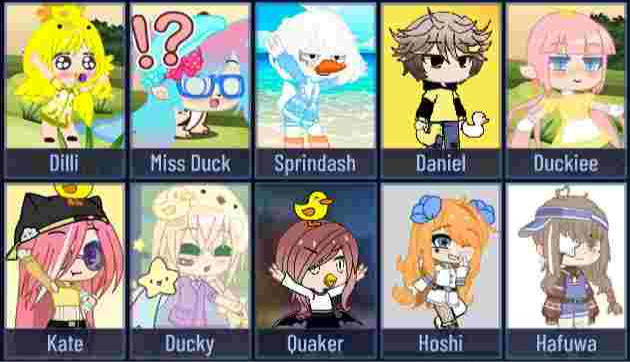 !?
Dilli
Miss Duck
Sprindash
Daniel
Duckiee
Kate
Ducky
Quaker
Hoshi
Hafuwa